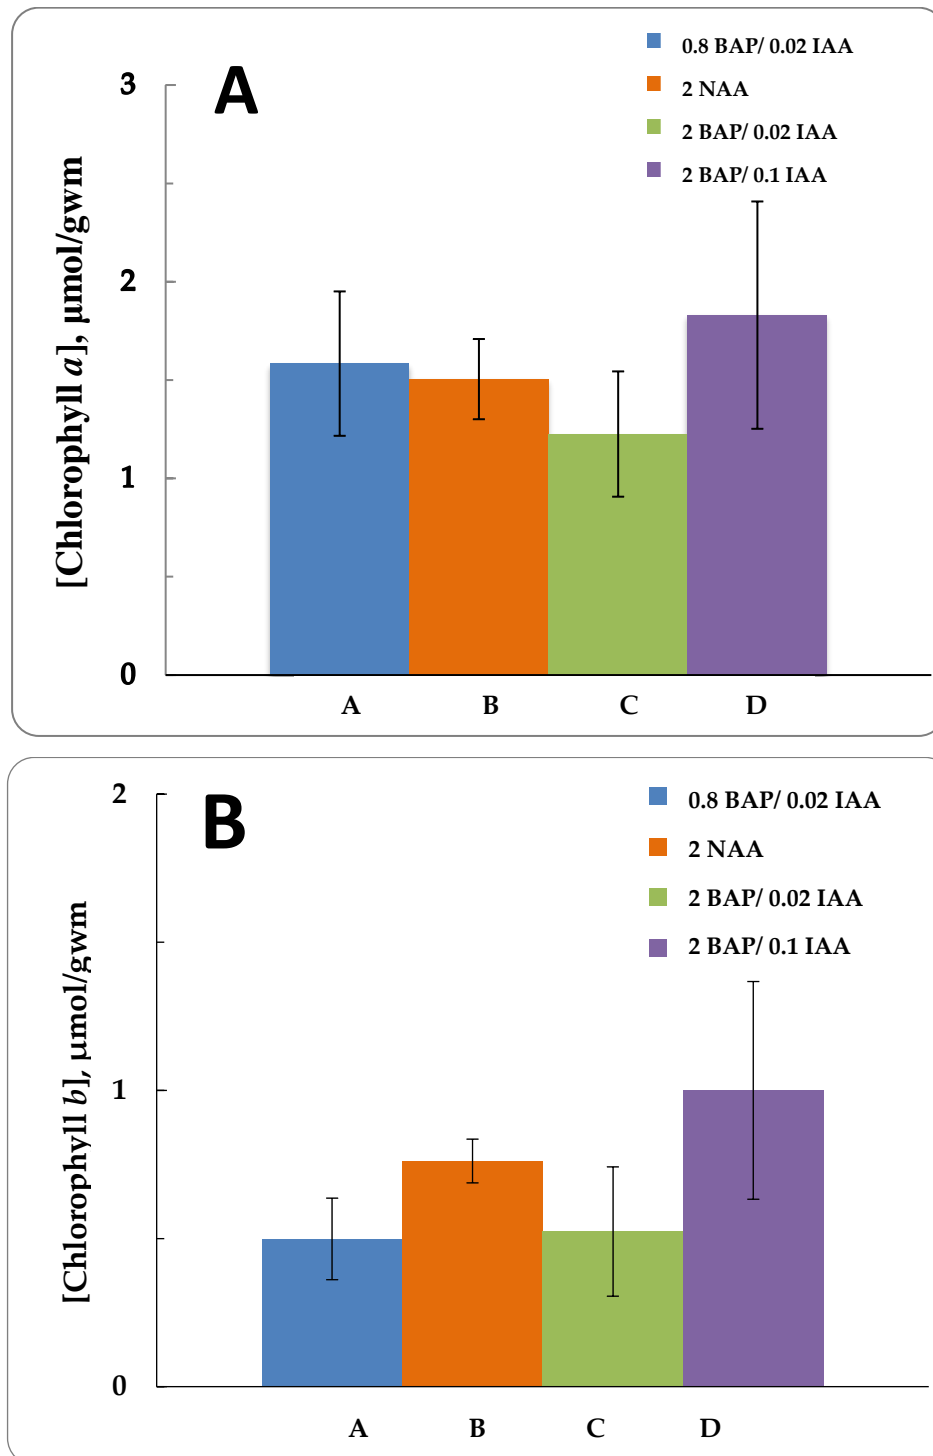 A
0.8 BAP/ 0.02 IAA
2 NAA
2 BAP/ 0.02 IAA
2 BAP/ 0.1 IAA
[Chlorophyll a], μmol/gwm
3
2
1
0
A B C D
B
0.8 BAP/ 0.02 IAA
2 NAA
2 BAP/ 0.02 IAA
2 BAP/ 0.1 IAA
[Chlorophyll b], μmol/gwm
2
1
0
A B C D